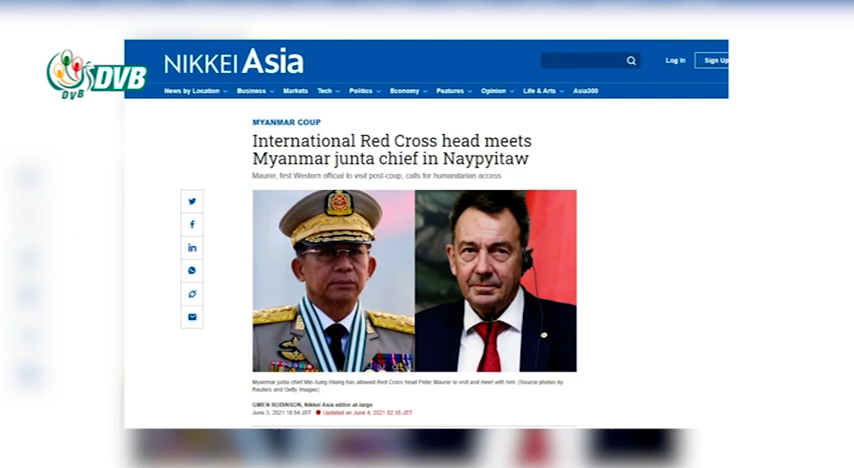 DVB
DVB
NIKKEI Asia
Log In
Sign Up
News by Location
Business
Markets
Tech
Politics
Economy
Features
Opinion
Life & Arts
Asia300
MYANMAR COUP
International Red Cross head meets
Myanmar junta chief in Naypyitaw
Maurer, first Western official to visit post-coup, calls for humanitarian access
Myanmar junta chief Min Aung Hlaing has allowed Red Cross head Peter Maurer to visit and meet with him. (Source photos by
Reuters and Getty Images)
GWEN ROBINSON, Nikkei Asia editor-at-large
June 3, 2021 18:54 JST
Updated on June 4, 2021 02:35 JST